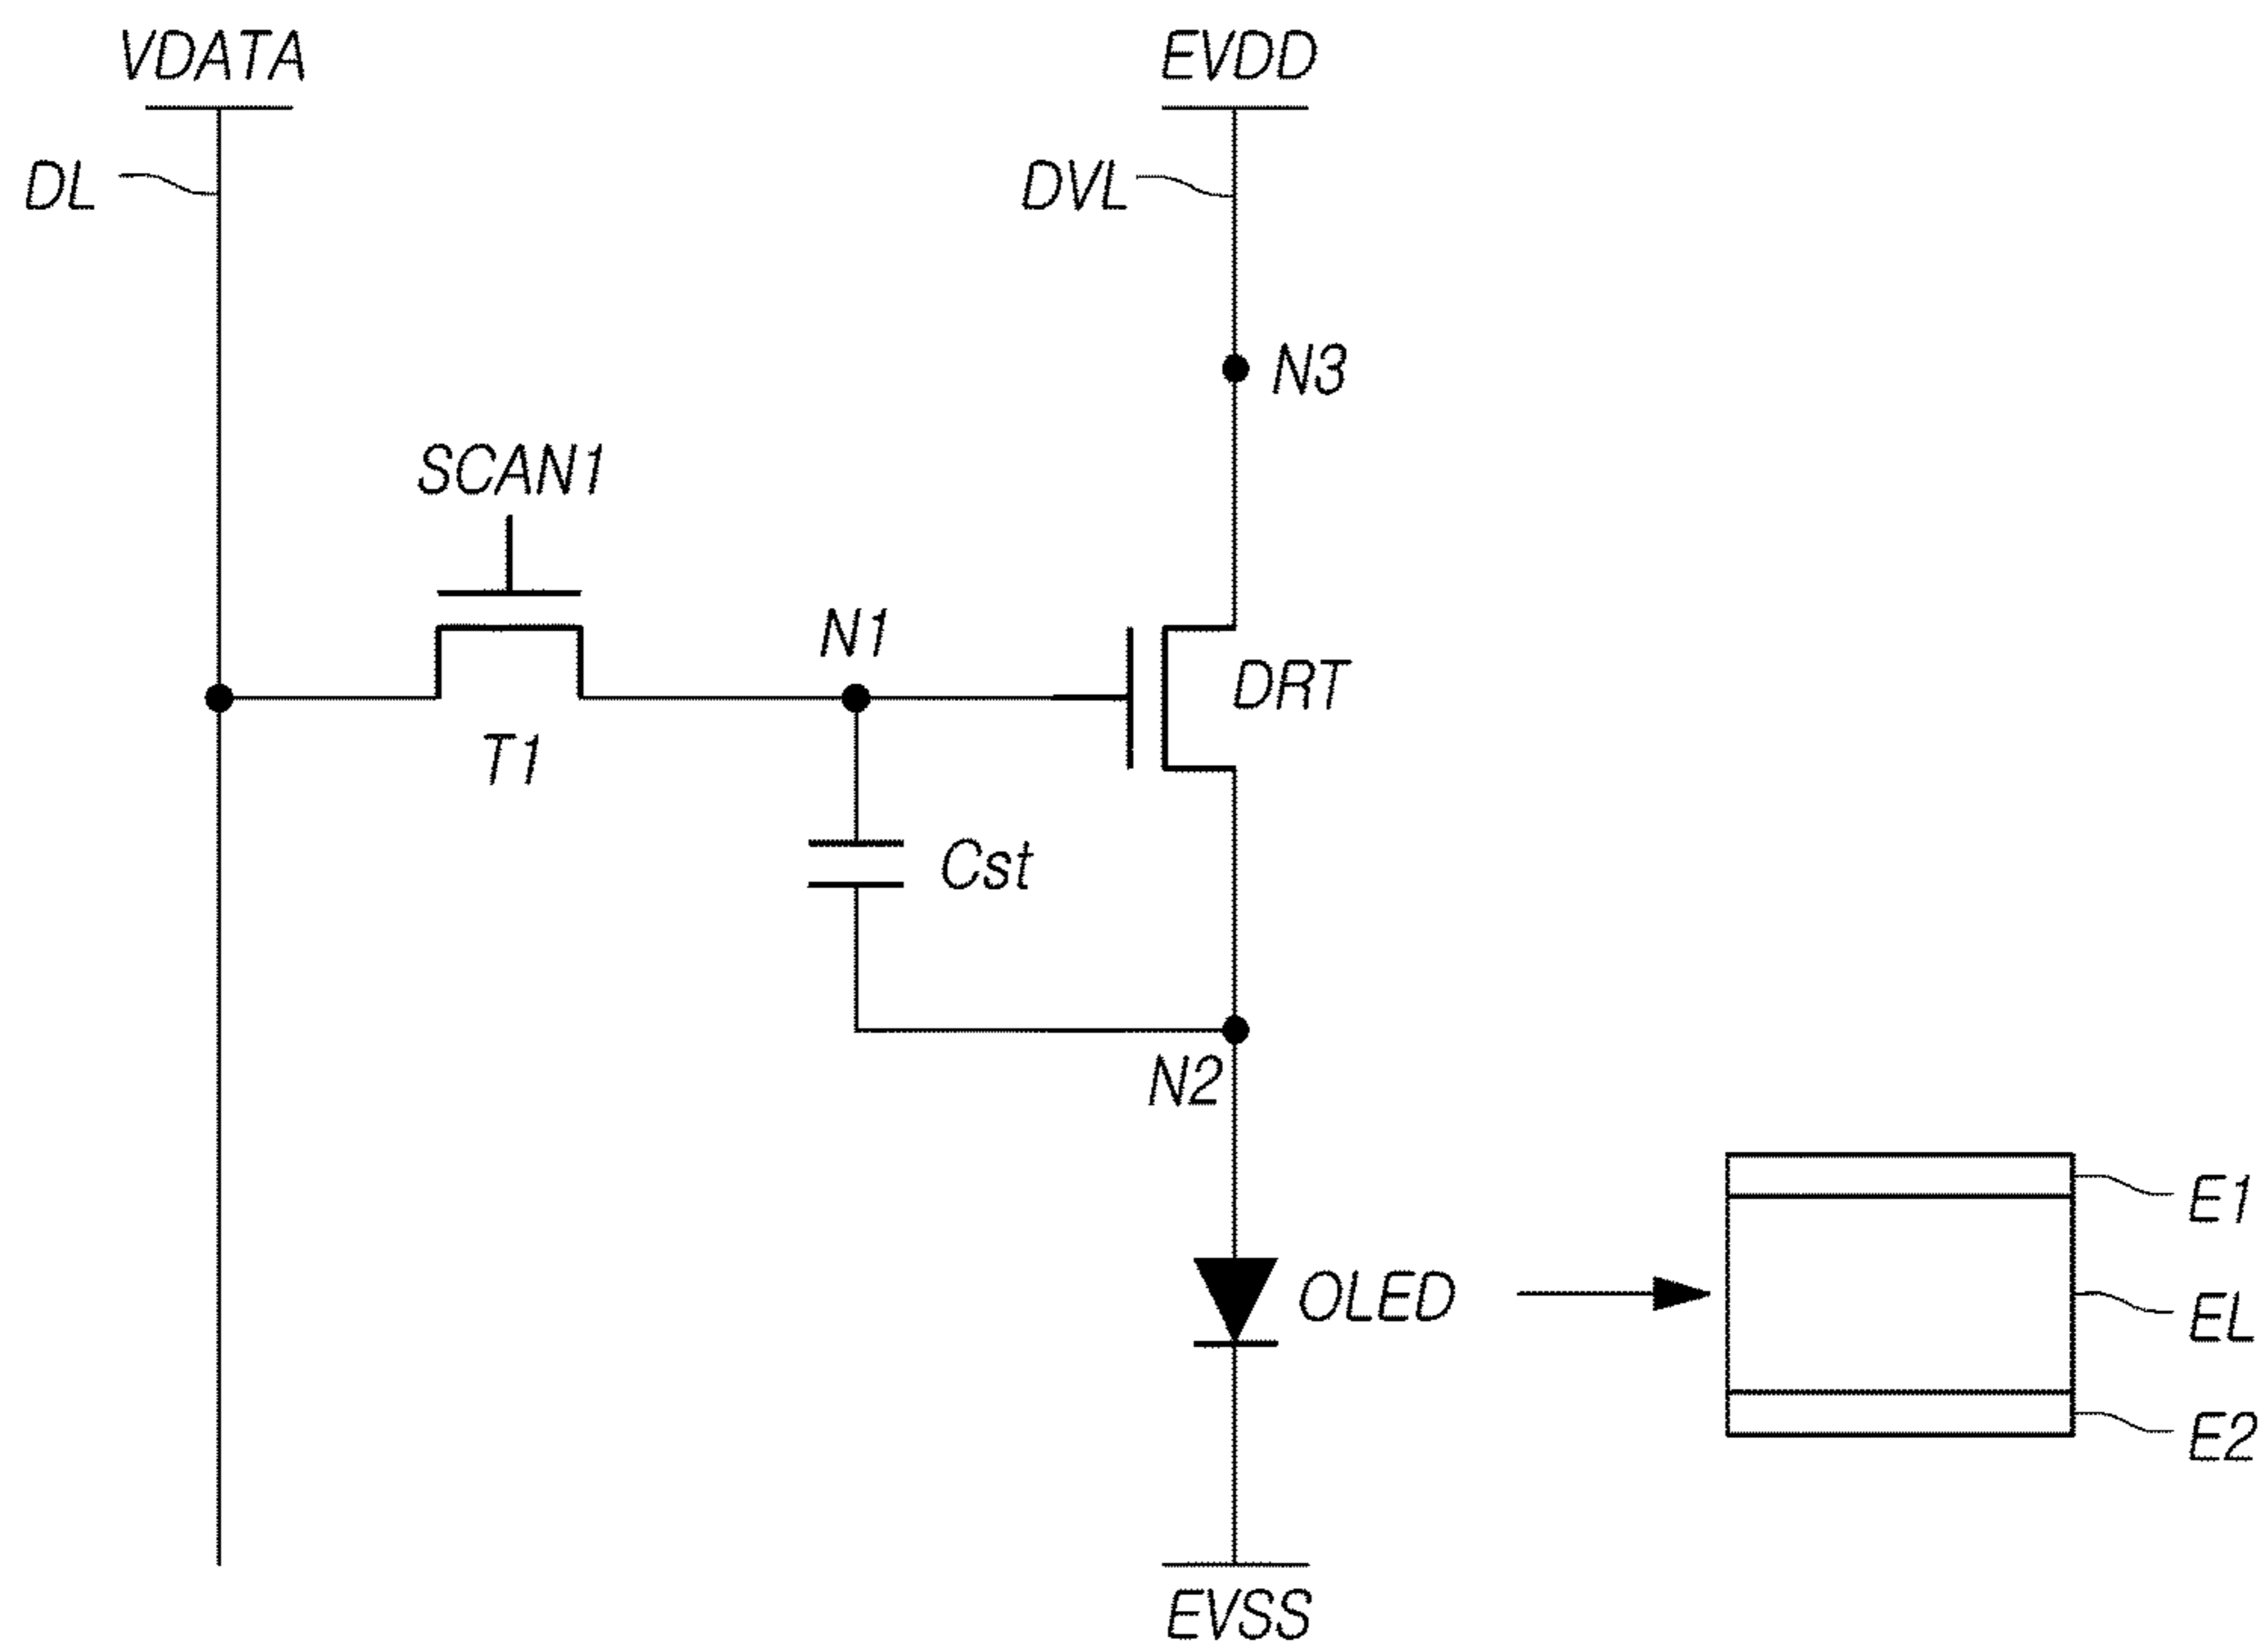 VDATA
EVDD
DL
DVL
N3
SCAN1
N1
DRT
T1
Cst
N2
E1
OLED
EL
E2
EVSS